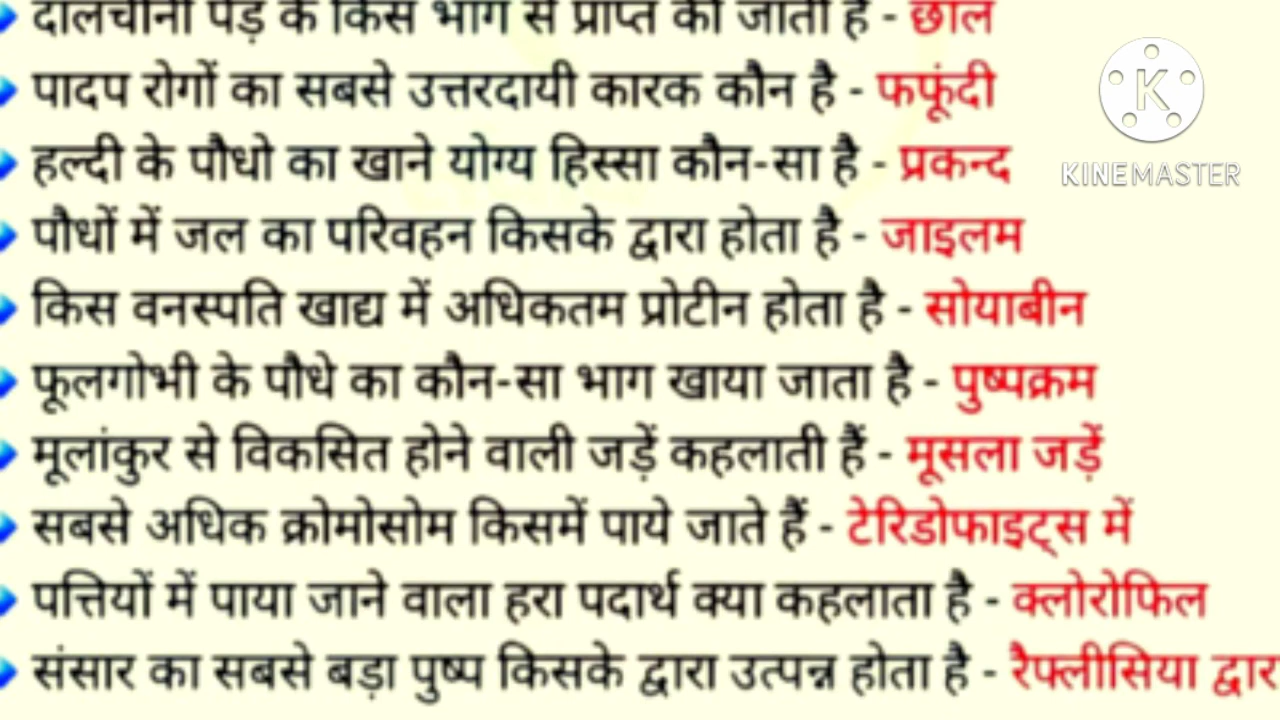 दालचीनी पेड़ के किस भाग से प्राप्त की जाती है - छाल
पादप रोगों का सबसे उत्तरदायी कारक कौन है - फफूंदी
हल्दी के पौधो का खाने योग्य हिस्सा कौन-सा है - प्रकन्द
पौधों में जल का परिवहन किसके द्वारा होता है - जाइलम
किस वनस्पति खाद्य में अधिकतम प्रोटीन होता है - सोयाबीन
फूलगोभी के पौधे का कौन-सा भाग खाया जाता है - पुष्पक्रम
मूलांकुर से विकसित होने वाली जड़ें कहलाती हैं - मूसला जड़ें
सबसे अधिक क्रोमोसोम किसमें पाये जाते हैं - टेरिडोफाइट्स में
पत्तियों में पाया जाने वाला हरा पदार्थ क्या कहलाता है - क्लोरोफिल
संसार का सबसे बड़ा पुष्प किसके द्वारा उत्पन्न होता है - रैफ्लीसिया द्वार
K
KINEMASTER